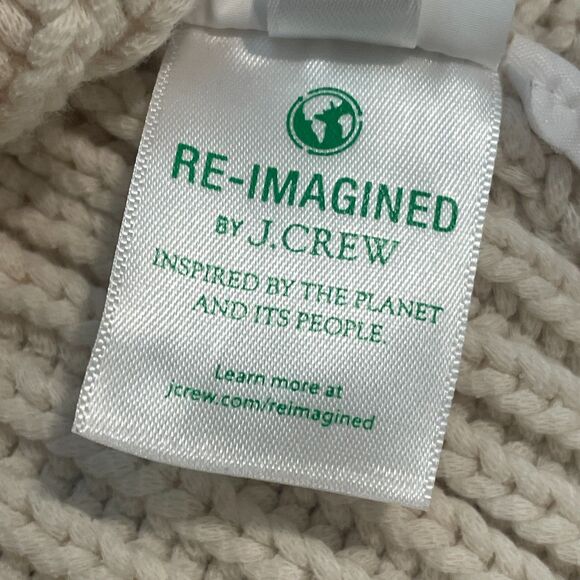 RE-IMAGINED
BY J.CREW
INSPIRED BY THE PLANET
AND ITS PEOPLE.
Learn more at
jcrew.com/reimagined